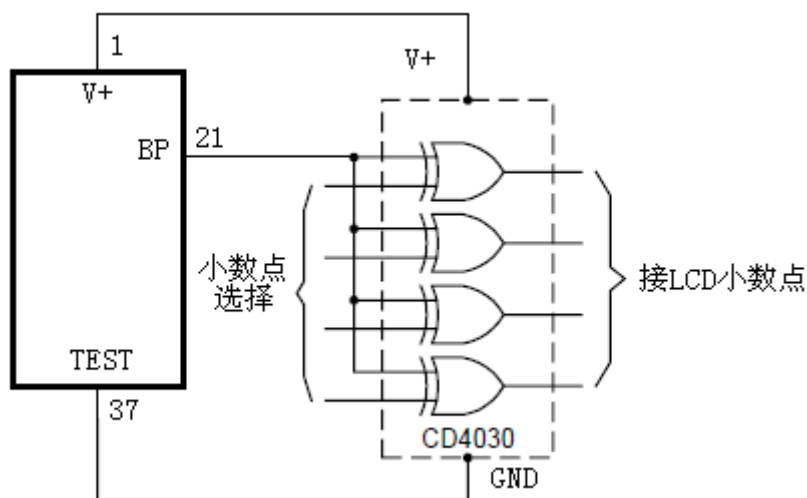 1
V+
V+
BP
21
小数点
选择
接LCD小数点
TEST
37
CD4030
GND